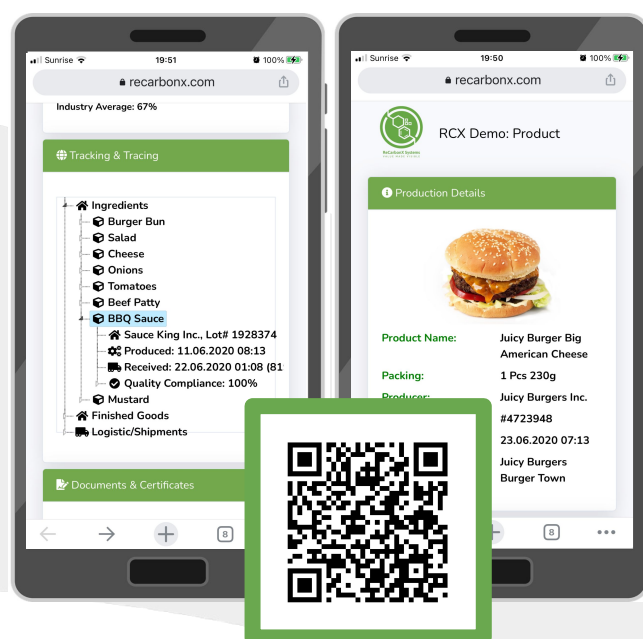 Sunrise
19:51
100%
recarbonx.com
Industry Average: 67%
Tracking & Tracing
Ingredients
Burger Bun
Salad
Cheese
Onions
Tomatoes
Beef Patty
BBQ Sauce
Sauce King Inc., Lot# 1928374
Produced: 11.06.2020 08:13
Received: 22.06.2020 01:08 (81
Quality Compliance: 100%
Mustard
Finished Goods
Logistic/Shipments
Documents & Certificates
8
Sunrise
19:50
100%
recarbonx.com
ReCarbonX Systems
RCX Demo: Product
Production Details
Product Name: Juicy Burger Big
American Cheese
Packing: 1 Pcs 230g
Producer: Juicy Burgers Inc.
#4723948
23.06.2020 07:13
Juicy Burgers
Burger Town
8